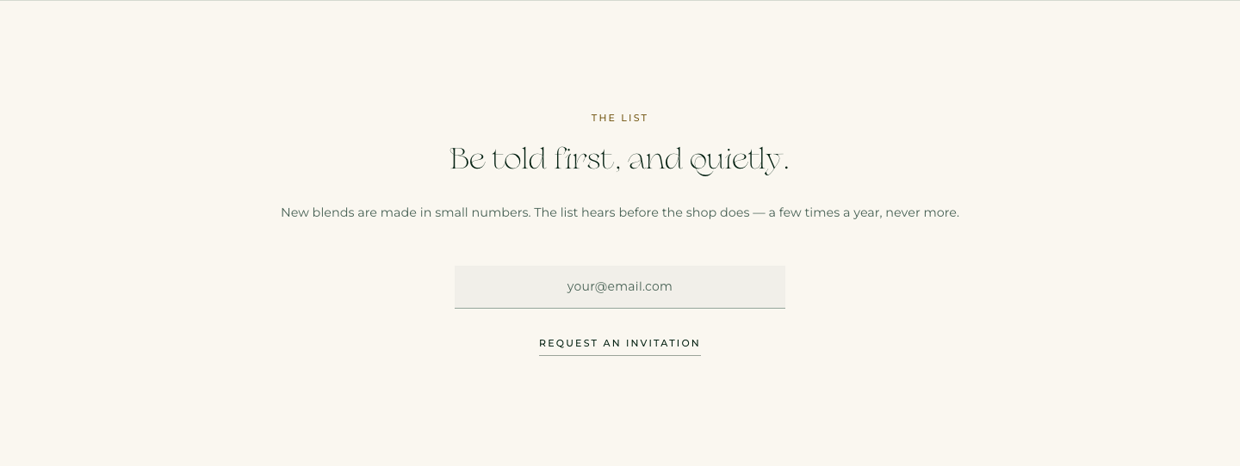 THE LIST
Be told first, and quietly.
New blends are made in small numbers. The list hears before the shop does — a few times a year, never more.
your@email.com
REQUEST AN INVITATION